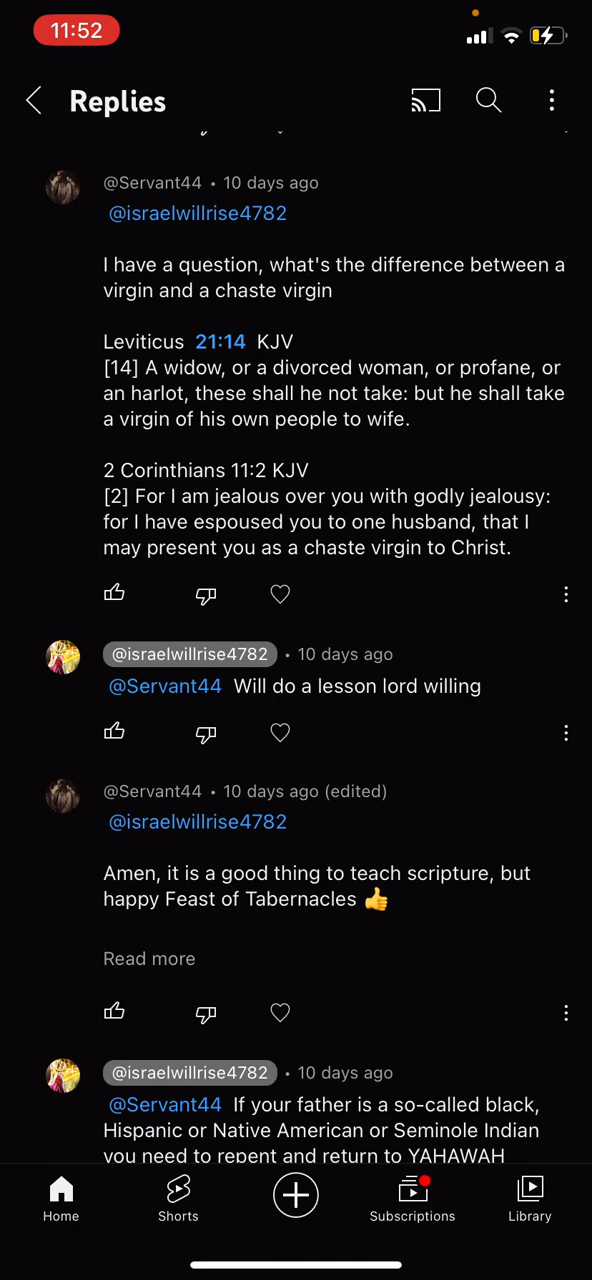 11:52
Replies
@Servant44 • 10 days ago
@israelwillrise4782
I have a question, what's the difference between a
virgin and a chaste virgin
Leviticus 21:14 KJV
[14] A widow, or a divorced woman, or profane, or
an harlot, these shall he not take: but he shall take
a virgin of his own people to wife.
2 Corinthians 11:2 KJV
[2] For I am jealous over you with godly jealousy:
for I have espoused you to one husband, that I
may present you as a chaste virgin to Christ.
@israelwillrise4782 • 10 days ago
@Servant44 Will do a lesson lord willing
@Servant44 • 10 days ago (edited)
@israelwillrise4782
Amen, it is a good thing to teach scripture, but
happy Feast of Tabernacles 👍
Read more
@israelwillrise4782 • 10 days ago
@Servant44 If your father is a so-called black,
Hispanic or Native American or Seminole Indian
you need to repent and return to YAHAWAH
Home
Shorts
Subscriptions
Library